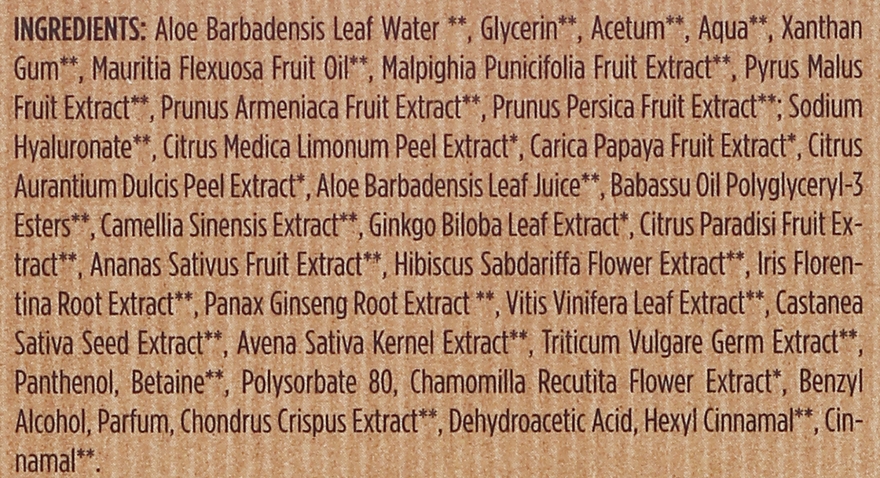 INGREDIENTS: Aloe Barbadensis Leaf Water **, Glycerin**, Acetum**, Aqua**, Xanthan
Gum**, Mauritia Flexuosa Fruit Oil**, Malpighia Punicifolia Fruit Extract**, Pyrus Malus
Fruit Extract**, Prunus Armeniaca Fruit Extract**, Prunus Persica Fruit Extract**; Sodium
Hyaluronate**, Citrus Medica Limonum Peel Extract*, Carica Papaya Fruit Extract*, Citrus
Aurantium Dulcis Peel Extract*, Aloe Barbadensis Leaf Juice**, Babassu Oil Polyglyceryl-3
Esters**, Camellia Sinensis Extract**, Ginkgo Biloba Leaf Extract*, Citrus Paradisi Fruit Ex-
tract**, Ananas Sativus Fruit Extract**, Hibiscus Sabdariffa Flower Extract**, Iris Floren-
tina Root Extract**, Panax Ginseng Root Extract **, Vitis Vinifera Leaf Extract**, Castanea
Sativa Seed Extract**, Avena Sativa Kernel Extract**, Triticum Vulgare Germ Extract**,
Panthenol, Betaine**, Polysorbate 80, Chamomilla Recutita Flower Extract*, Benzyl
Alcohol, Parfum, Chondrus Crispus Extract**, Dehydroacetic Acid, Hexyl Cinnamal**, Cin-
namal**.